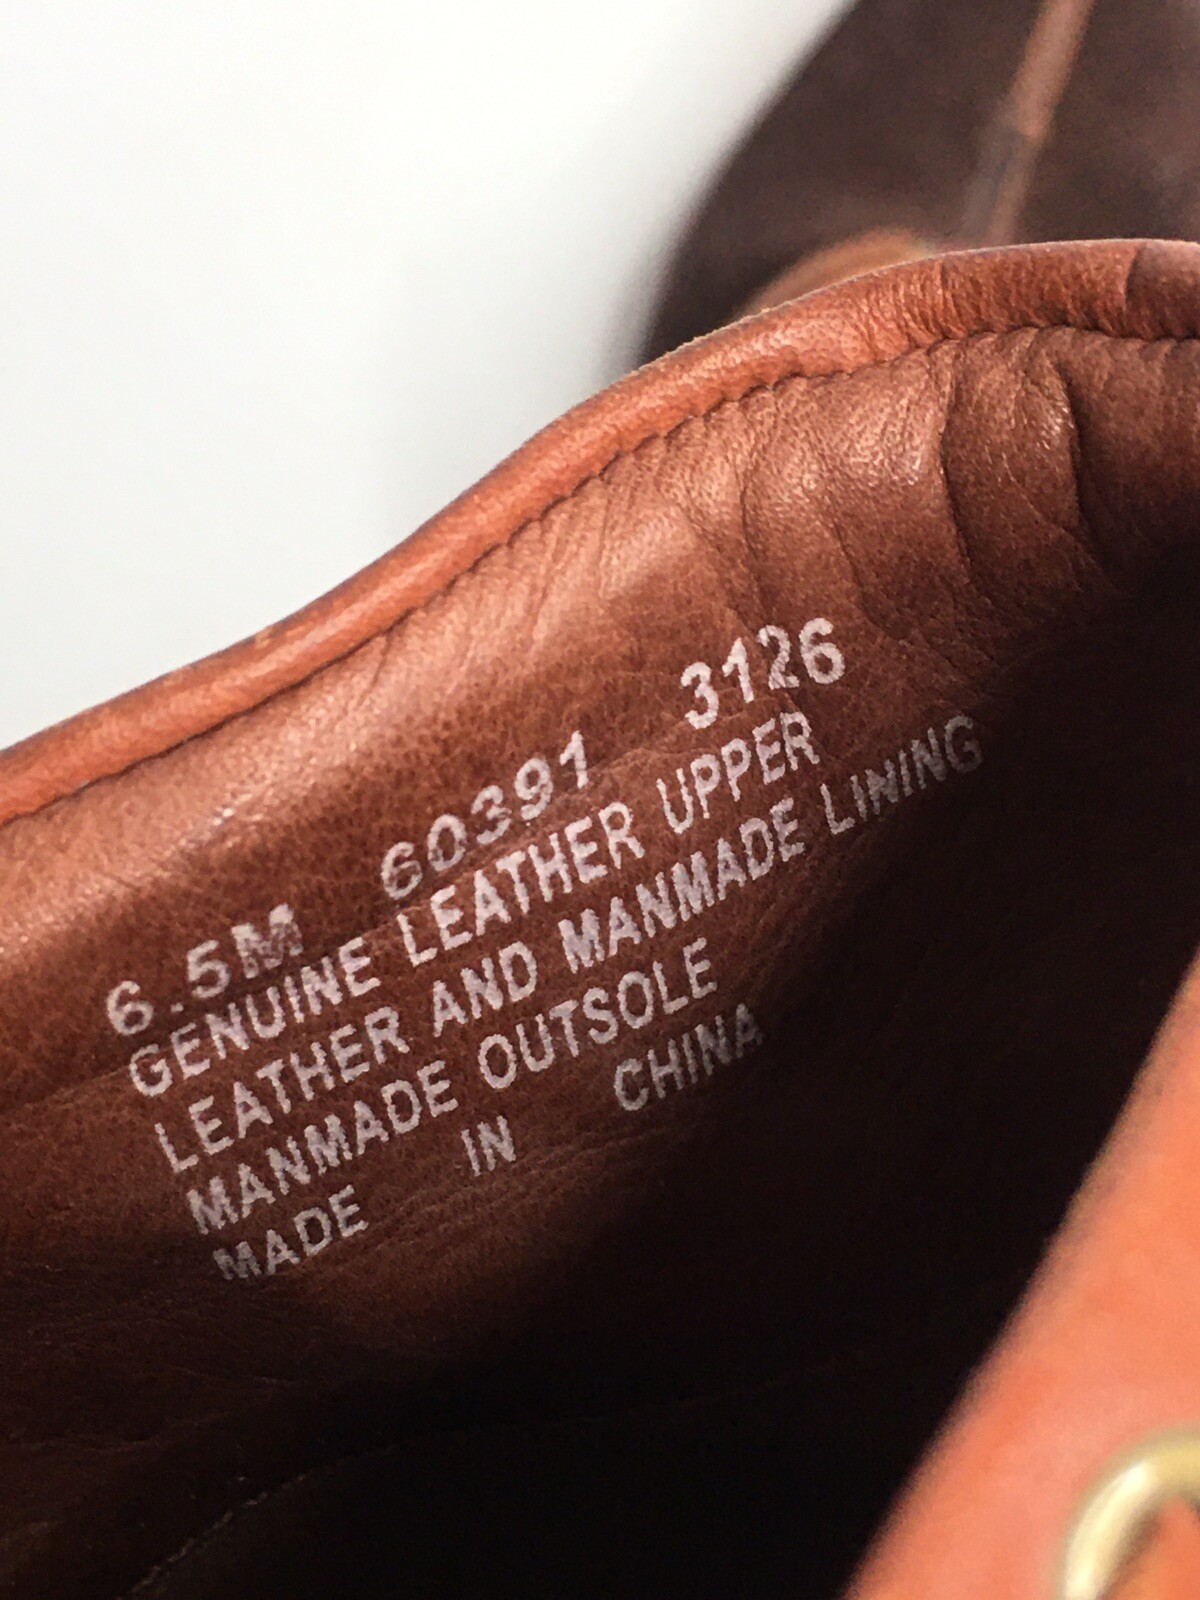 6.5M 60391 3126
GENUINE LEATHER UPPER
LEATHER AND MANMADE LINING
MANMADE OUTSOLE
MADE IN CHINA